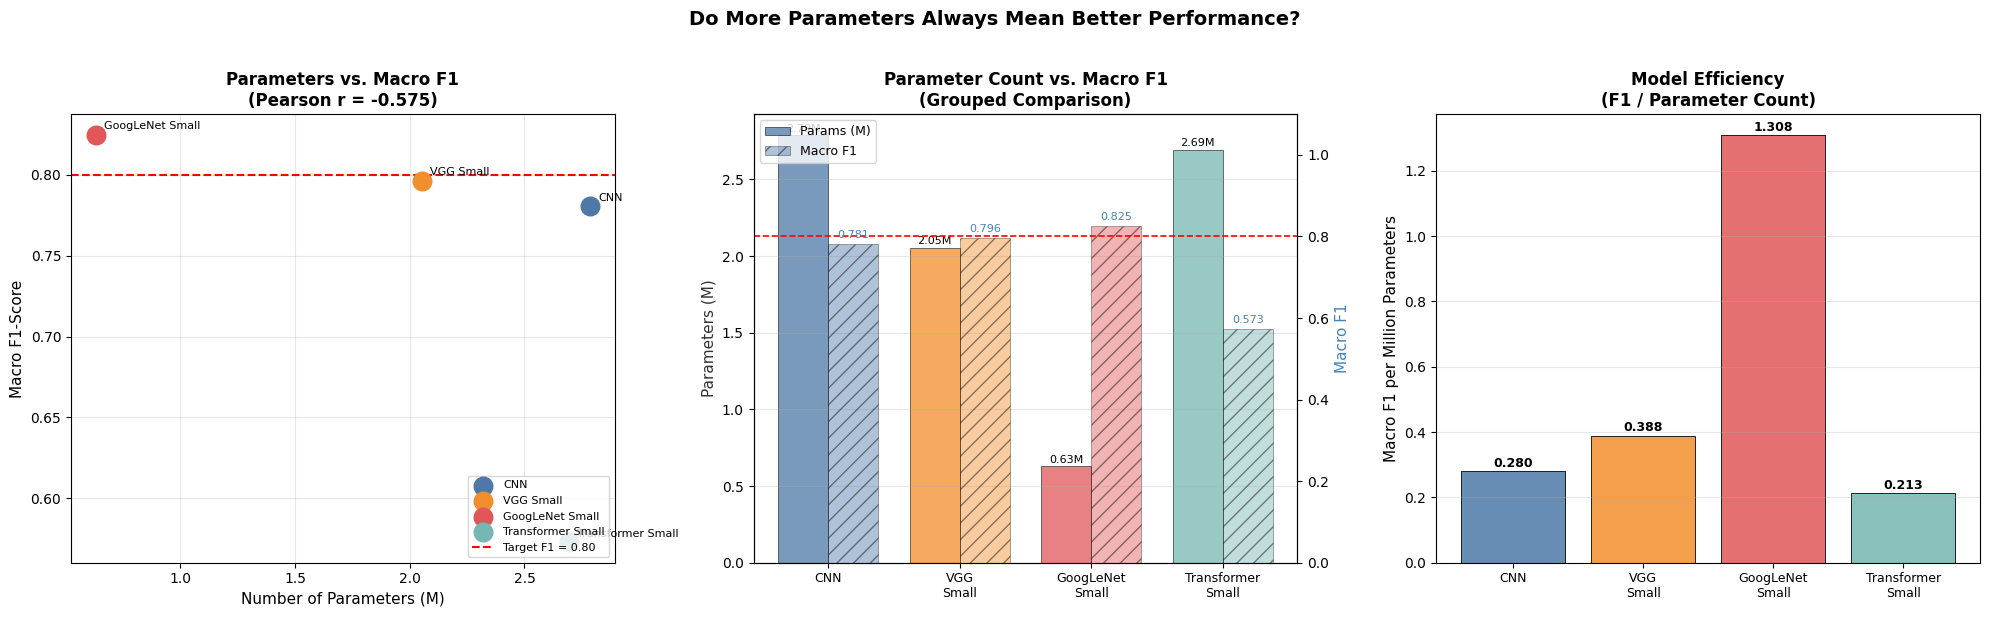 Do More Parameters Always Mean Better Performance?
Parameters vs. Macro F1
(Pearson r = -0.575)
Macro F1-Score
0.80
0.75
0.70
0.65
0.60
GoogLeNet Small
VGG Small
CNN
CNN
VGG Small
GoogLeNet Small
Transformer Small
Target F1 = 0.80
1.0
1.5
2.0
2.5
Number of Parameters (M)
Parameter Count vs. Macro F1
(Grouped Comparison)
Parameters (M)
2.5
2.0
1.5
1.0
0.5
0.0
Params (M)
Macro F1
0.781
2.05M
0.796
0.63M
0.825
2.69M
0.573
1.0
0.8
0.6
0.4
0.2
0.0
Macro F1
CNN
VGG
Small
GoogLeNet
Small
Transformer
Small
Model Efficiency
(F1 / Parameter Count)
Macro F1 per Million Parameters
1.2
1.0
0.8
0.6
0.4
0.2
0.0
0.280
0.388
1.308
0.213
CNN
VGG
Small
GoogLeNet
Small
Transformer
Small